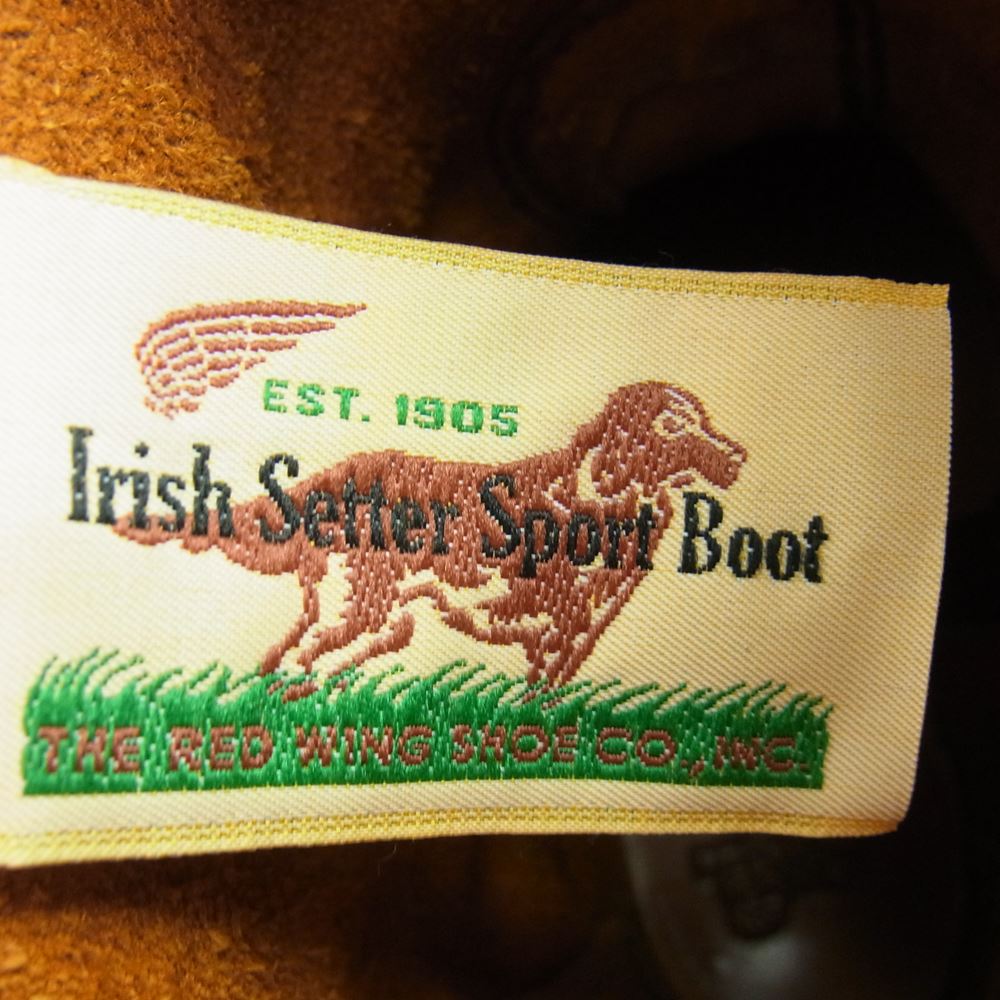 EST. 1905
Irish Setter Sport Boot
THE RED WING SHOE CO., INC.